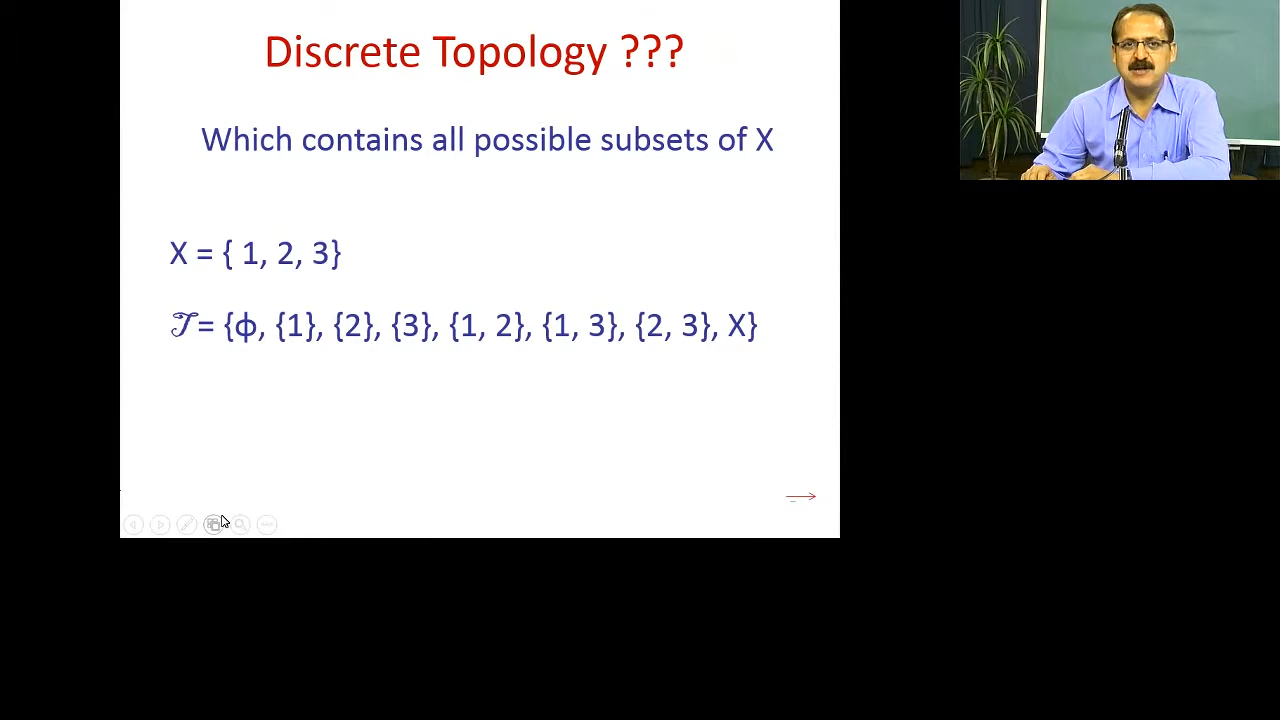 Discrete Topology ???
Which contains all possible subsets of X
X = { 1, 2, 3}
𝒯 = {ϕ, {1}, {2}, {3}, {1, 2}, {1, 3}, {2, 3}, X}